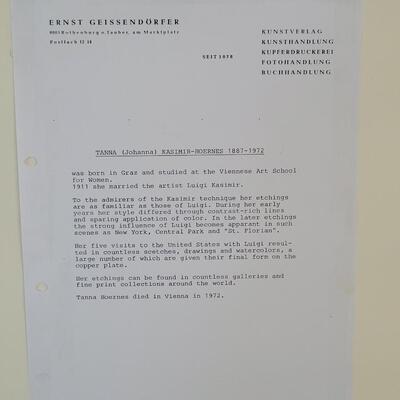 ERNST GEISSENDÖRFER
8803 Rothenburg o. Tauber, am Marktplatz
Postfach 12 14
SEIT 1058
KUNSTVERLAG
KUNSTHANDLUNG
KUPFERDRUCKEREI
FOTOHANDLUNG
BUCHHANDLUNG
TANNA (Johanna) KASIMIR-HOERNES 1887-1972
was born in Graz and studied at the Viennese Art School
for Women.
1911 she married the artist Luigi Kasimir.
To the admirers of the Kasimir technique her etchings
are as familiar as those of Luigi. During her early
years her style differed through contrast-rich lines
and sparing application of color. In the later etchings
the strong influence of Luigi becomes apparint in such
scenes as New York, Central Park and "St. Florian".
Her five visits to the United States with Luigi resul-
ted in countless scetches, drawings and watercolors, a
large number of which are given their final form on the
copper plate.
Her etchings can be found in countless galleries and
fine print collections around the world.
Tanna Hoernes died in Vienna in 1972.